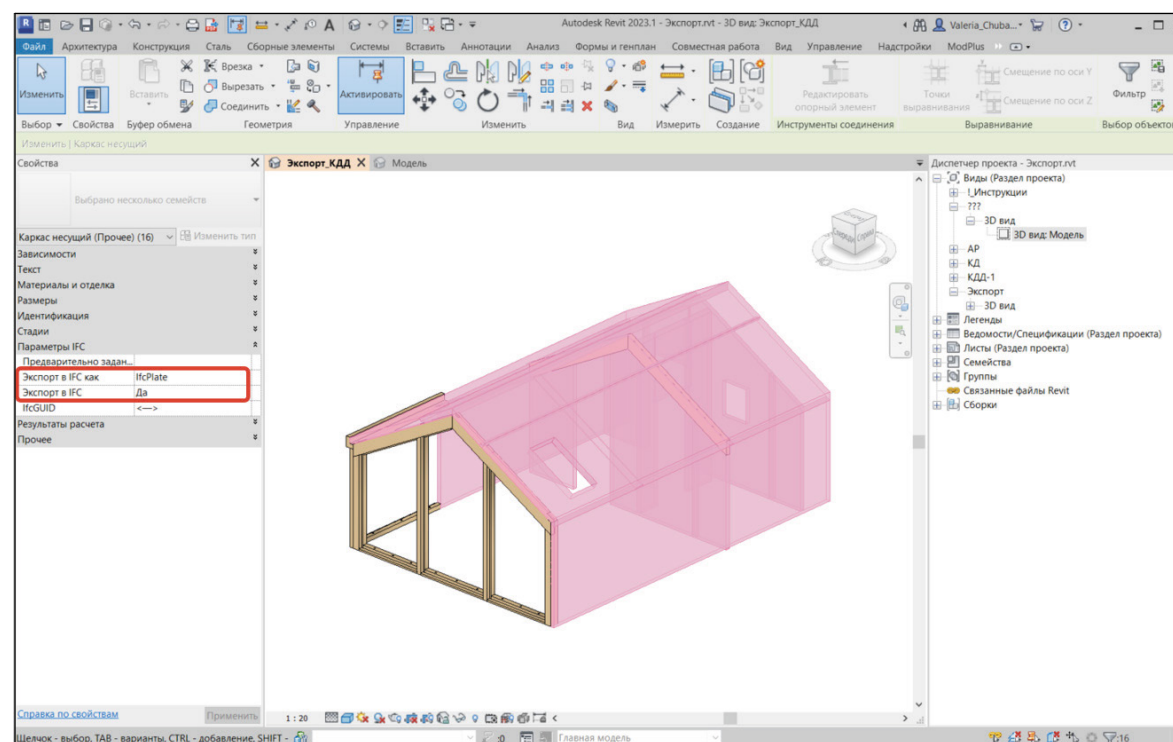 Autodesk Revit 2023.1 - Экспорт.rvt - 3D вид: Экспорт_КДД
Valeria_Chuba...
Файл Архитектура Конструкция Сталь Сборные элементы Системы Вставить Аннотации Анализ Формы и генплан Совместная работа Вид Управление Надстройки ModPlus
Изменить
Вставить
Врезка
Вырезать
Соединить
Активировать
Редактировать
опорный элемент
Точки
выравнивания
Смещение по оси Y
Смещение по оси Z
Фильтр
Выбор Свойства Буфер обмена Геометрия Управление Изменить Вид Измерить Создание Инструменты соединения Выравнивание Выбор объекто
Изменить | Каркас несущий
Свойства
Выбрано несколько семейств
Каркас несущий (Прочее) (16)
Изменить тип
Зависимости
Текст
Материалы и отделка
Размеры
Идентификация
Стадии
Параметры IFC
Предварительно задан...
Экспорт в IFC как IfcPlate
Экспорт в IFC Да
IfcGUID <—>
Результаты расчета
Прочее
Справка по свойствам
Применить
Экспорт_КДД
Модель
1 : 20
Диспетчер проекта - Экспорт.rvt
Виды (Раздел проекта)
!_Инструкции
???
3D вид
3D вид: Модель
АР
КД
КДД-1
Экспорт
3D вид
Легенды
Ведомости/Спецификации (Раздел проекта)
Листы (Раздел проекта)
Семейства
Группы
Связанные файлы Revit
Сборки
Щелчок - выбор, TAB - варианты, CTRL - добавление, SHIFT -
:0
Главная модель
:16